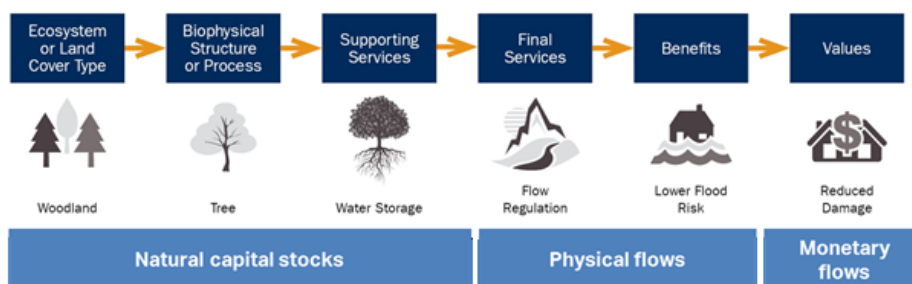 Ecosystem
or Land
Cover Type
Biophysical
Structure
or Process
Supporting
Services
Final
Services
Benefits
Values
Woodland
Tree
Water Storage
Flow
Regulation
Lower Flood
Risk
$
Reduced
Damage
Natural capital stocks
Physical flows
Monetary
flows